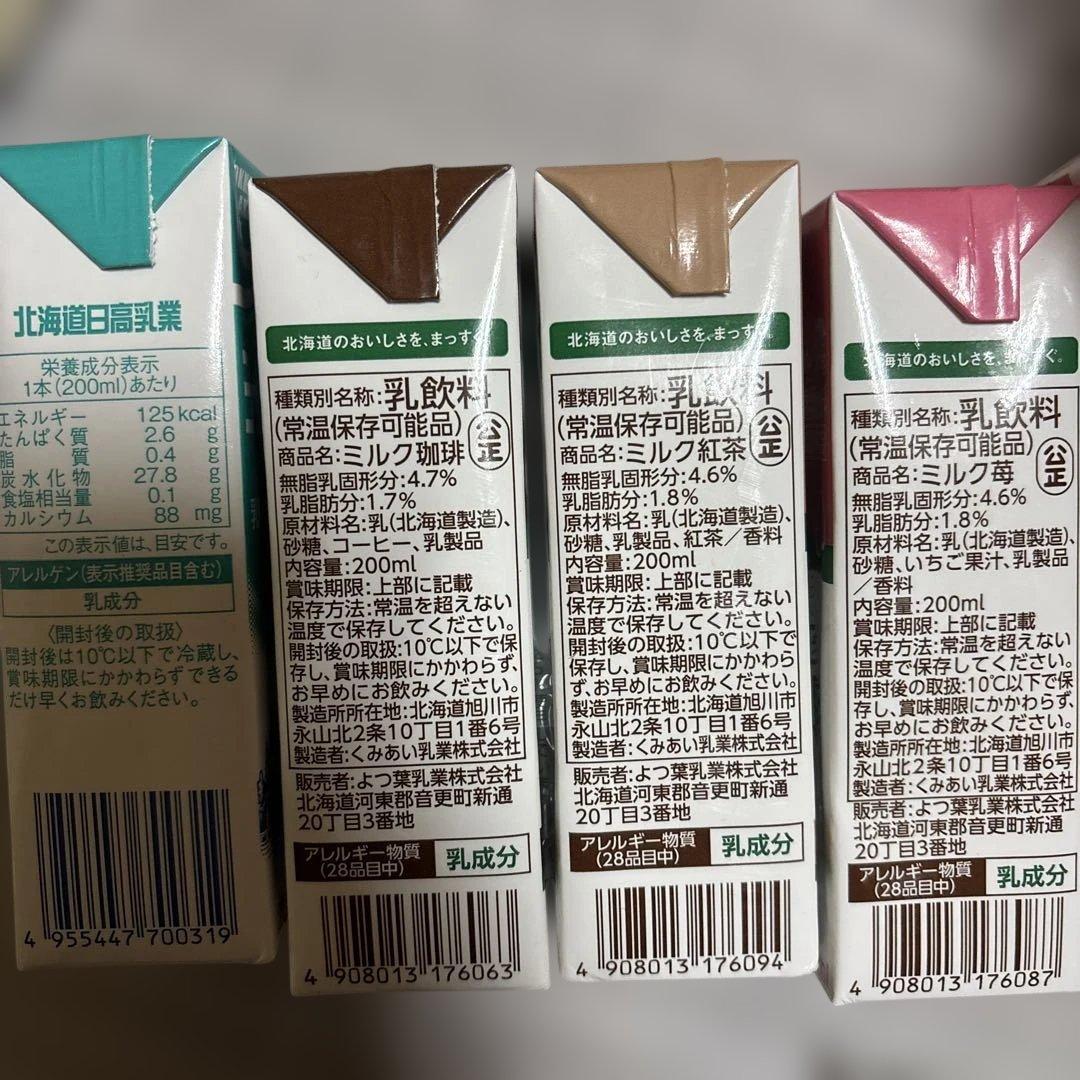 北海道日高乳業
栄養成分表示
1本(200ml)あたり
エネルギー 125 kcal
たんぱく質 2.6 g
脂質 0.4 g
炭水化物 27.8 g
食塩相当量 0.1 g
カルシウム 88 mg
この表示値は、目安です。
アレルゲン(表示推奨品目含む)
乳成分
〈開封後の取扱〉
開封後は10℃以下で冷蔵し、
賞味期限にかかわらずできる
だけ早くお飲みください。
4 955447 700319
北海道のおいしさを、まっす
種類別名称:乳飲料
(常温保存可能品)
公正
商品名:ミルク珈琲
無脂乳固形分:4.7%
乳脂肪分:1.7%
原材料名:乳(北海道製造)、
砂糖、コーヒー、乳製品
内容量:200ml
賞味期限:上部に記載
保存方法:常温を超えない
温度で保存してください。
開封後の取扱:10℃以下で保
存し、賞味期限にかかわらず、
お早めにお飲みください。
製造所所在地:北海道旭川市
永山北2条10丁目1番6号
製造者:くみあい乳業株式会社
販売者:よつ葉乳業株式会社
北海道河東郡音更町新通
20丁目3番地
アレルギー物質
(28品目中)
乳成分
4 908013 176063
北海道のおいしさを、まっす
種類別名称:乳飲料
(常温保存可能品)
公正
商品名:ミルク紅茶
無脂乳固形分:4.6%
乳脂肪分:1.8%
原材料名:乳(北海道製造)、
砂糖、乳製品、紅茶/香料
内容量:200ml
賞味期限:上部に記載
保存方法:常温を超えない
温度で保存してください。
開封後の取扱:10℃以下で
保存し、賞味期限にかかわら
ず、お早めにお飲みください。
製造所所在地:北海道旭川市
永山北2条10丁目1番6号
製造者:くみあい乳業株式会社
販売者:よつ葉乳業株式会社
北海道河東郡音更町新通
20丁目3番地
アレルギー物質
(28品目中)
乳成分
4 908013 176094
北海道のおいしさを、まっすぐ。
種類別名称:乳飲料
(常温保存可能品)
公正
商品名:ミルク苺
無脂乳固形分:4.6%
乳脂肪分:1.8%
原材料名:乳(北海道製造)、
砂糖、いちご果汁、乳製品
/香料
内容量:200ml
賞味期限:上部に記載
保存方法:常温を超えない
温度で保存してください。
開封後の取扱:10℃以下で保
存し、賞味期限にかかわらず、
お早めにお飲みください。
製造所所在地:北海道旭川市
永山北2条10丁目1番6号
製造者:くみあい乳業株式会社
販売者:よつ葉乳業株式会社
北海道河東郡音更町新通
20丁目3番地
アレルギー物質
(28品目中)
乳成分
4 908013 176087